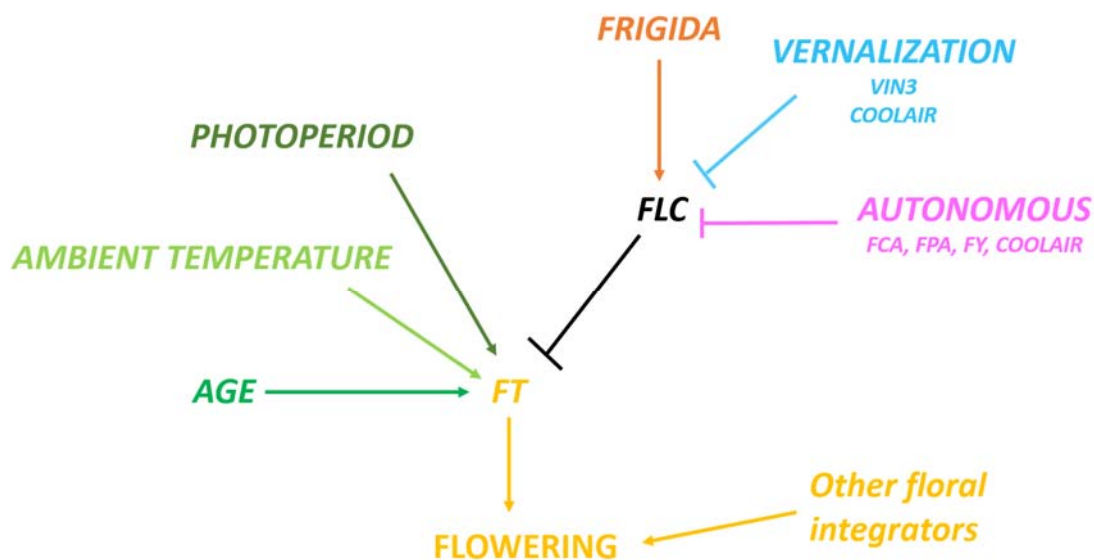 FRIGIDA
VERNALIZATION
VIN3
COOLAIR
PHOTOPERIOD
FLC
AUTONOMOUS
FCA, FPA, FY, COOLAIR
AMBIENT TEMPERATURE
AGE
FT
Other floral
integrators
FLOWERING